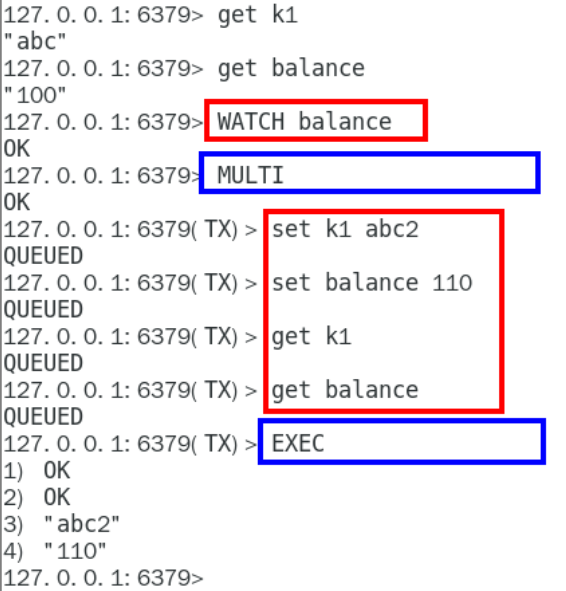 127. 0. 0. 1: 6379> get k1
"abc"
127. 0. 0. 1: 6379> get balance
"100"
127. 0. 0. 1: 6379> WATCH balance
OK
127. 0. 0. 1: 6379> MULTI
OK
127. 0. 0. 1: 6379( TX) > set k1 abc2
QUEUED
127. 0. 0. 1: 6379( TX) > set balance 110
QUEUED
127. 0. 0. 1: 6379( TX) > get k1
QUEUED
127. 0. 0. 1: 6379( TX) > get balance
QUEUED
127. 0. 0. 1: 6379( TX) > EXEC
1) OK
2) OK
3) "abc2"
4) "110"
127. 0. 0. 1: 6379>